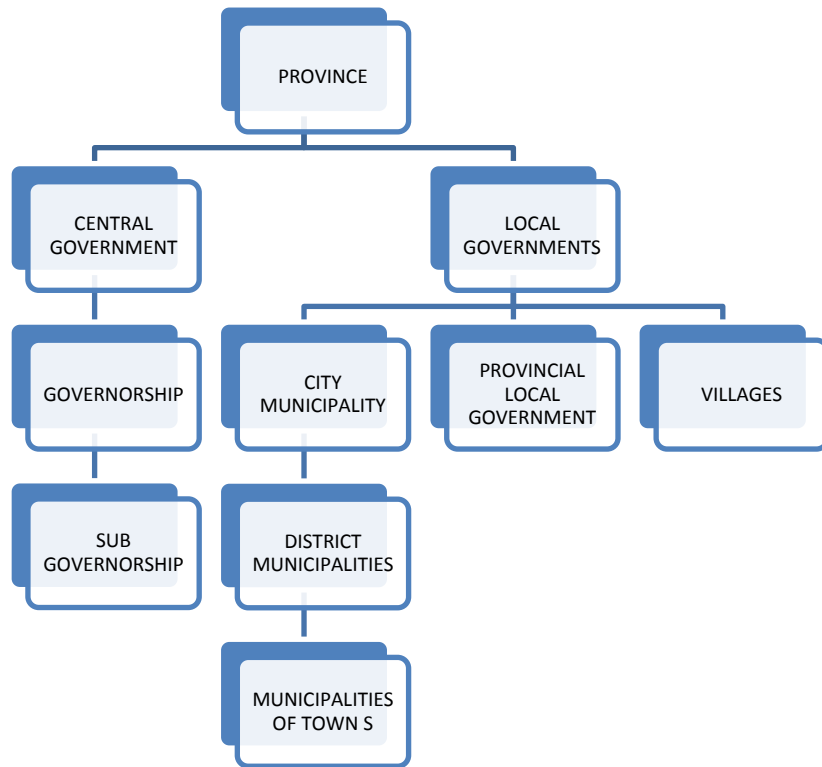 PROVINCE
CENTRAL
GOVERNMENT
LOCAL
GOVERNMENTS
GOVERNORSHIP
CITY
MUNICIPALITY
PROVINCIAL
LOCAL
GOVERNMENT
VILLAGES
SUB
GOVERNORSHIP
DISTRICT
MUNICIPALITIES
MUNICIPALITIES
OF TOWN S